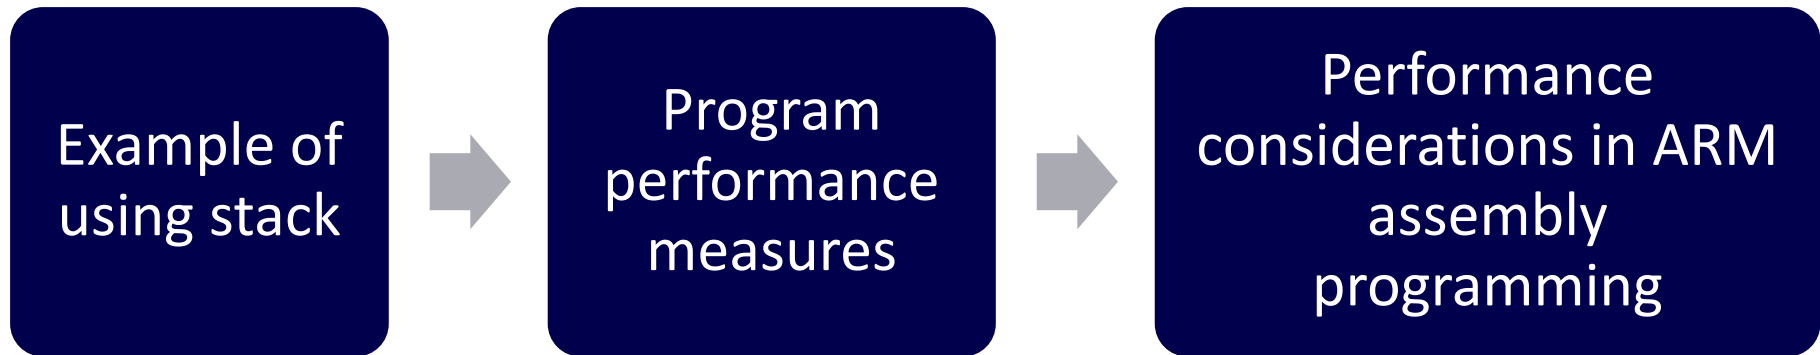 Example of
using stack
Program
performance
measures
Performance
considerations in ARM
assembly
programming